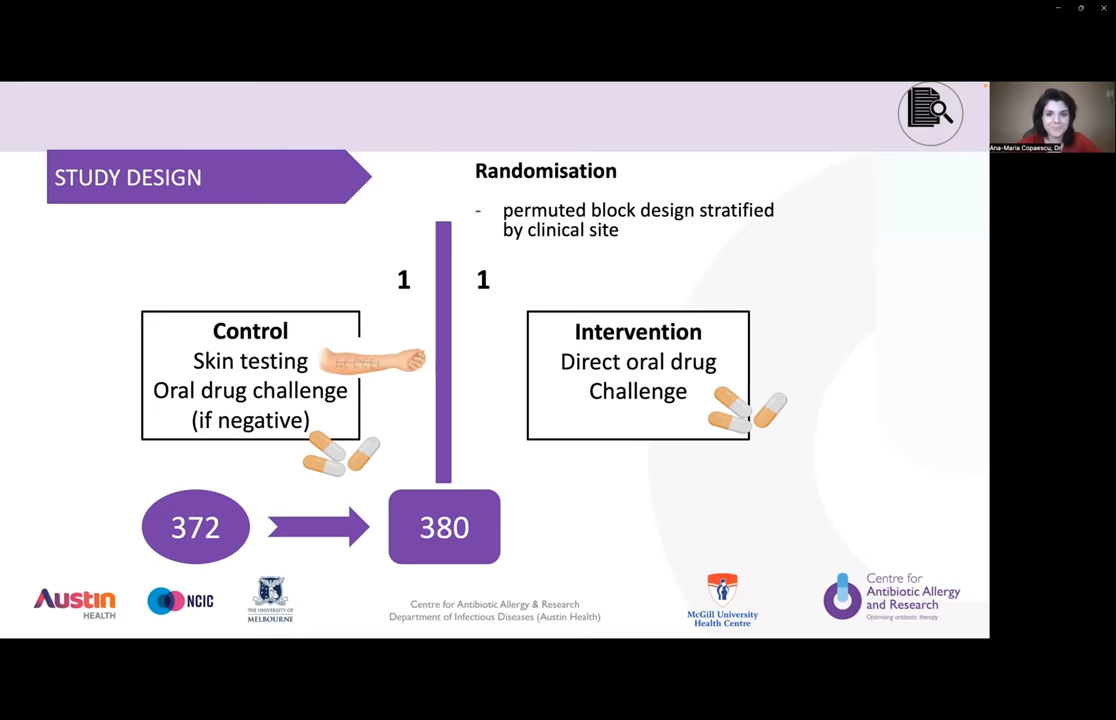 Ana-Maria Copaescu, Dr
STUDY DESIGN
Randomisation
- permuted block design stratified
by clinical site
1
1
Control
Skin testing
Oral drug challenge
(if negative)
Intervention
Direct oral drug
Challenge
372
380
Austin
HEALTH
NCIC
THE UNIVERSITY OF
MELBOURNE
Centre for Antibiotic Allergy & Research
Department of Infectious Diseases (Austin Health)
McGill University
Health Centre
Centre for
Antibiotic Allergy
and Research
Optimising antibiotic therapy